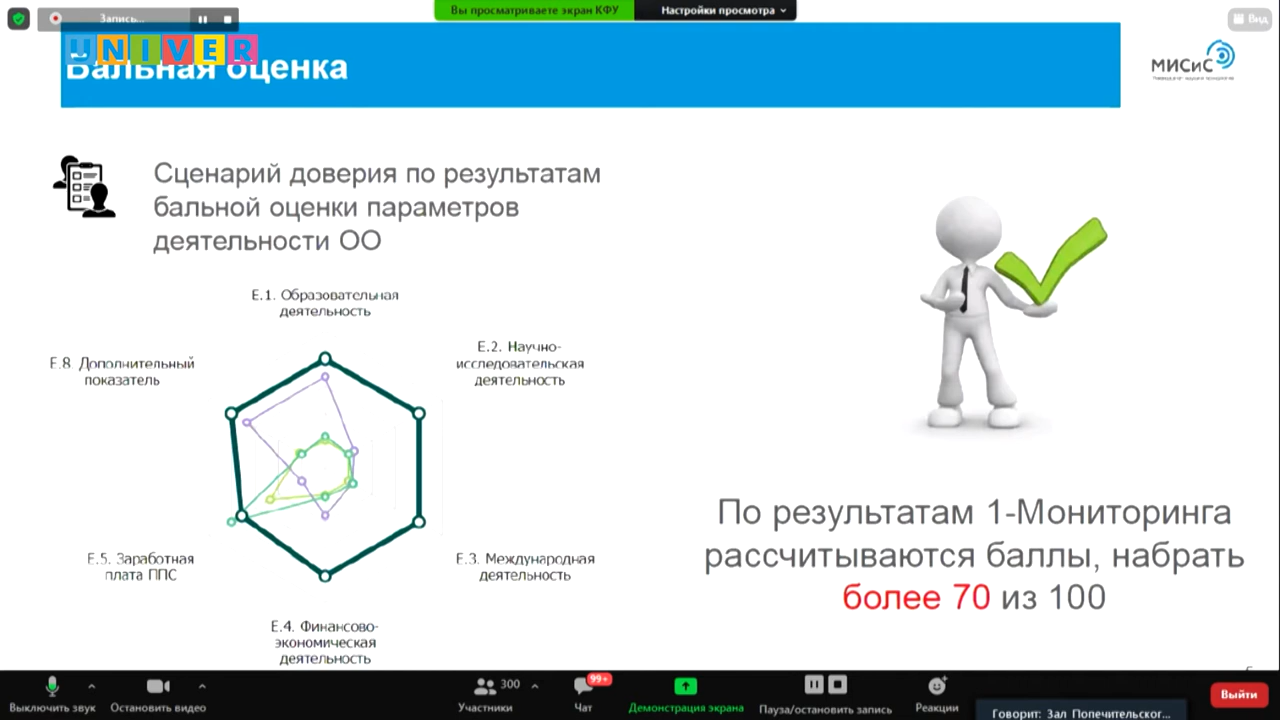 Запись...
Вы просматриваете экран КФУ
Настройки просмотра
Вид
UNIVER
Бальная оценка
МИСиС
Сценарий доверия по результатам
бальной оценки параметров
деятельности ОО
E.1. Образовательная
деятельность
E.2. Научно-
исследовательская
деятельность
E.8. Дополнительный
показатель
E.5. Заработная
плата ППС
E.3. Международная
деятельность
E.4. Финансово-
экономическая
деятельность
По результатам 1-Мониторинга
рассчитываются баллы, набрать
более 70 из 100
Выключить звук
Остановить видео
300
Участники
99+
Чат
Демонстрация экрана
Пауза/остановить запись
Реакции
Говорит: Зал Попечительског...
Выйти